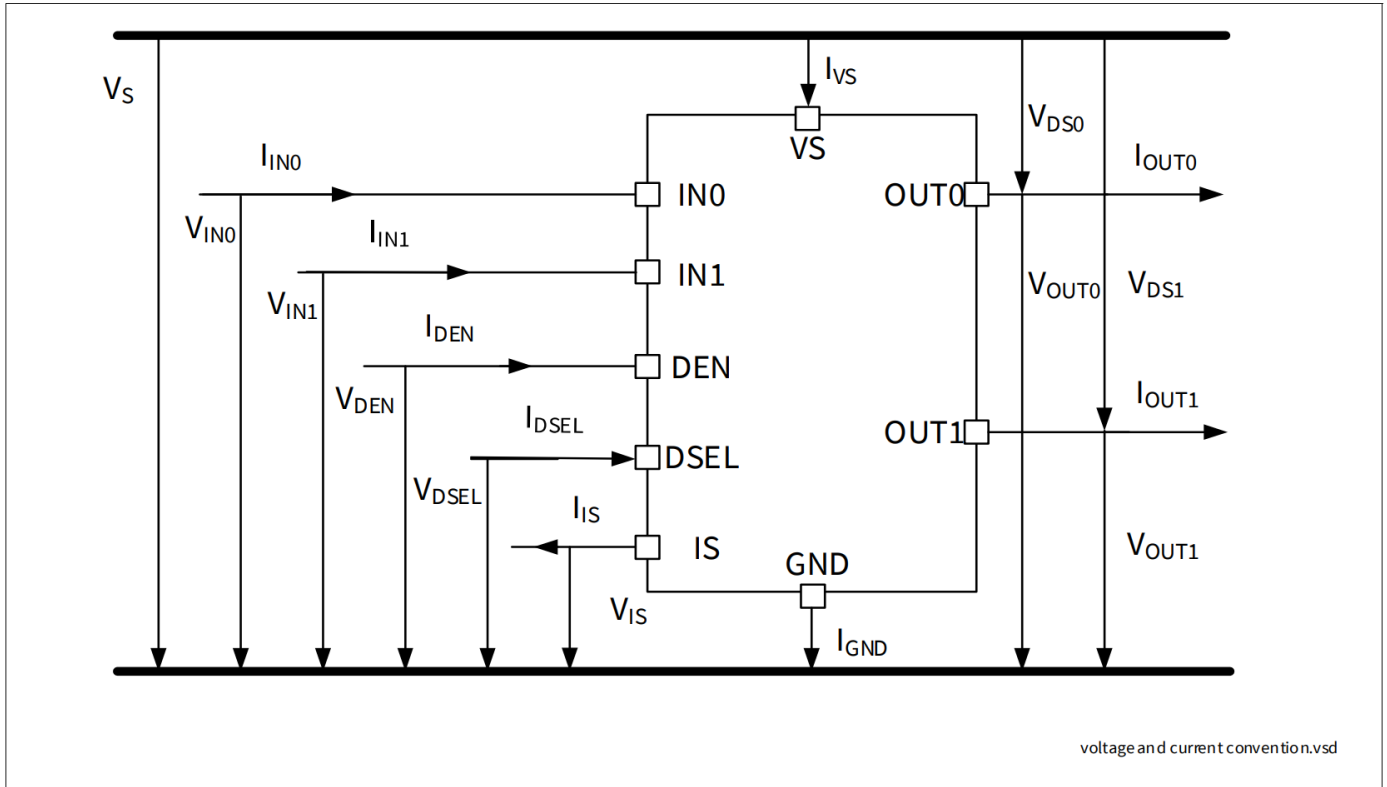 VS
IVS
VDS0
VS
IIN0
IOUT0
IN0
OUT0
VIN0
IIN1
IN1
VIN1
VOUT0
VDS1
IDEN
DEN
VDEN
IOUT1
IDSEL
OUT1
DSEL
VDSEL
IIS
IS
VOUT1
GND
VIS
IGND
voltage and current convention.vsd